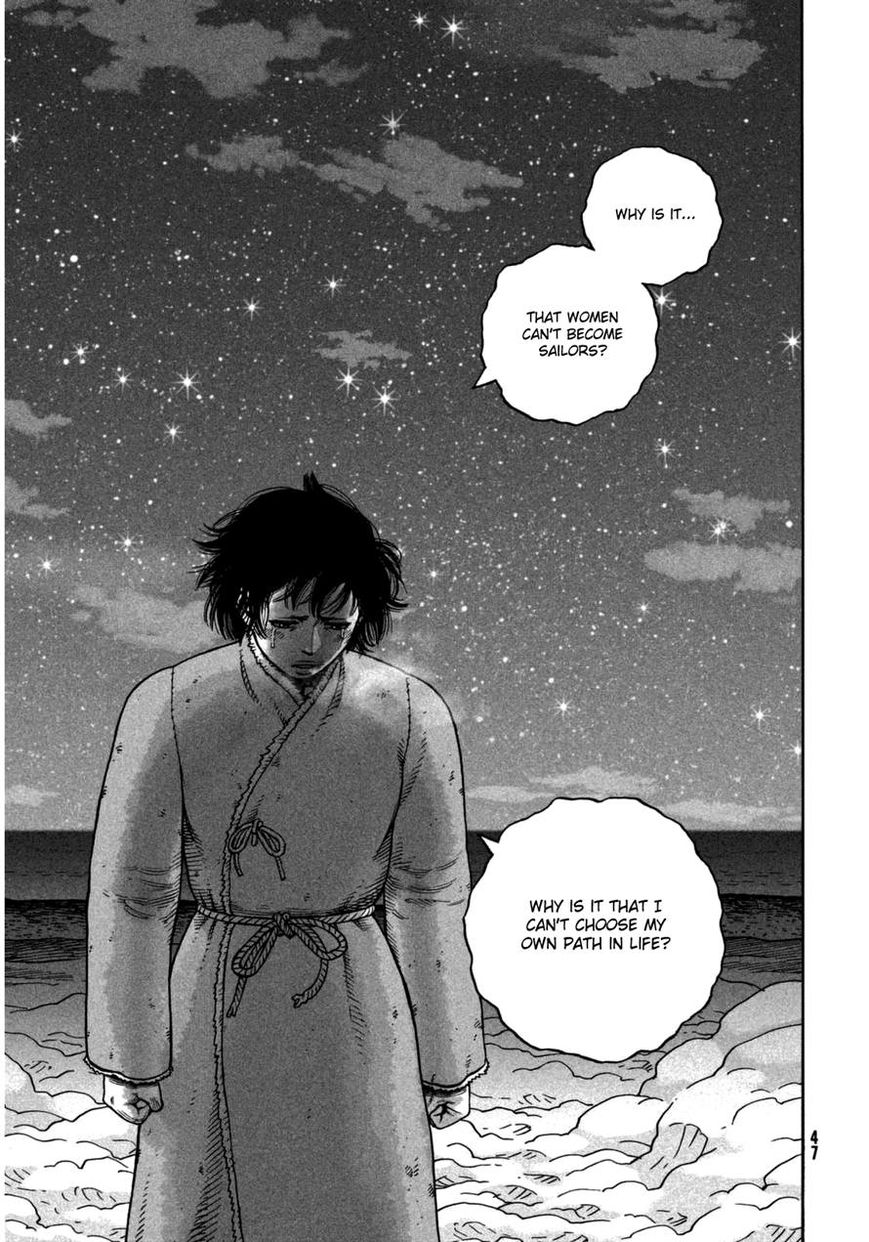 WHY IS IT...
THAT WOMEN
CAN'T BECOME
SAILORS?
WHY IS IT THAT I
CAN'T CHOOSE MY
OWN PATH IN LIFE?
47